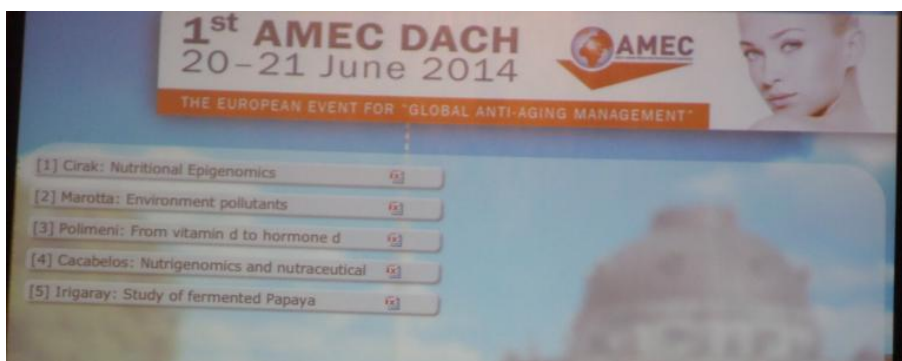 1st AMEC DACH
20-21 June 2014
AMEC
THE EUROPEAN EVENT FOR "GLOBAL ANTI-AGING MANAGEMENT"
[1] Cirak: Nutritional Epigenomics
[2] Marotta: Environment pollutants
[3] Polimeni: From vitamin d to hormone d
[4] Cacabelos: Nutrigenomics and nutraceutical
[5] Irigaray: Study of fermented Papaya